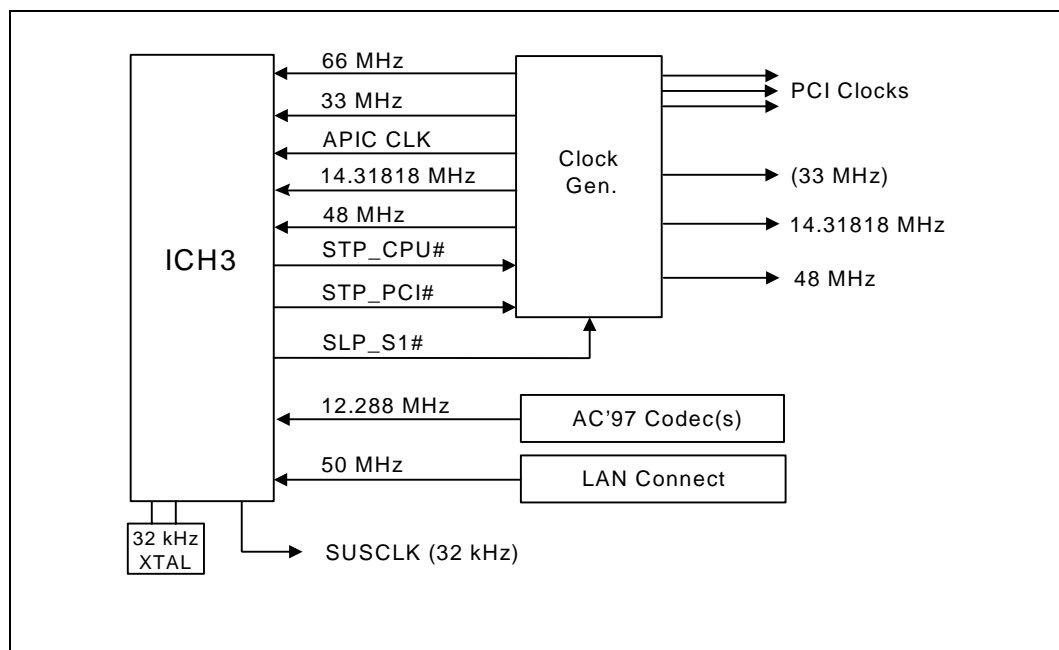 66 MHz
33 MHz
APIC CLK
14.31818 MHz
48 MHz
STP_CPU#
STP_PCI#
SLP_S1#
ICH3
Clock
Gen.
PCI Clocks
(33 MHz)
14.31818 MHz
48 MHz
12.288 MHz
AC'97 Codec(s)
50 MHz
LAN Connect
32 kHz
XTAL
SUSCLK (32 kHz)